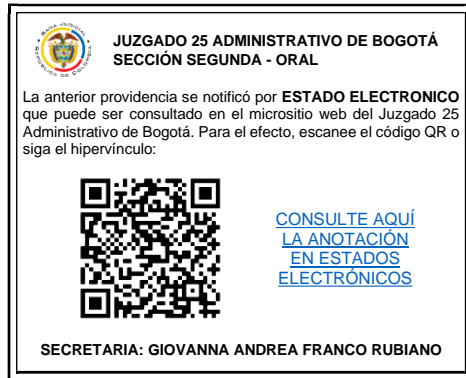 JUZGADO 25 ADMINISTRATIVO DE BOGOTÁ
SECCIÓN SEGUNDA - ORAL
La anterior providencia se notificó por ESTADO ELECTRONICO
que puede ser consultado en el micrositio web del Juzgado 25
Administrativo de Bogotá. Para el efecto, escanee el código QR o
siga el hipervínculo:
CONSULTE AQUÍ
LA ANOTACIÓN
EN ESTADOS
ELECTRÓNICOS
SECRETARIA: GIOVANNA ANDREA FRANCO RUBIANO